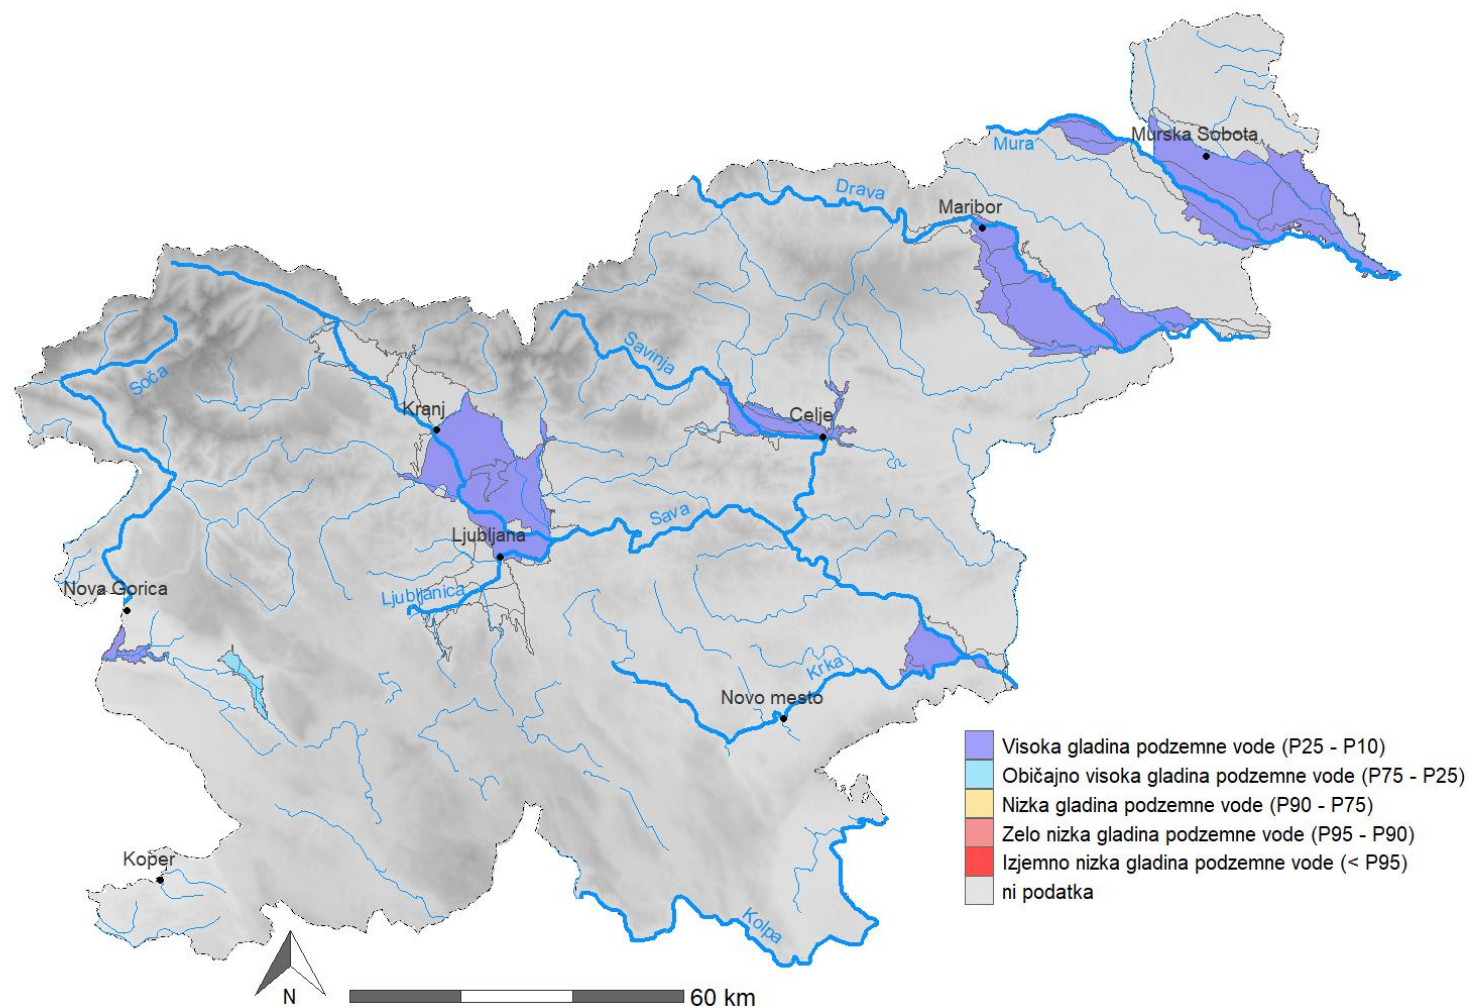 Murska Sobota
Mura
Drava
Maribor
Savinja
Soča
Kranj
Celje
Sava
Ljubljana
Nova Gorica
Ljubljanica
Krka
Novo mesto
Visoka gladina podzemne vode (P25 - P10)
Običajno visoka gladina podzemne vode (P75 - P25)
Nizka gladina podzemne vode (P90 - P75)
Zelo nizka gladina podzemne vode (P95 - P90)
Izjemno nizka gladina podzemne vode (< P95)
ni podatka
Koper
Kolpa
N
60 km